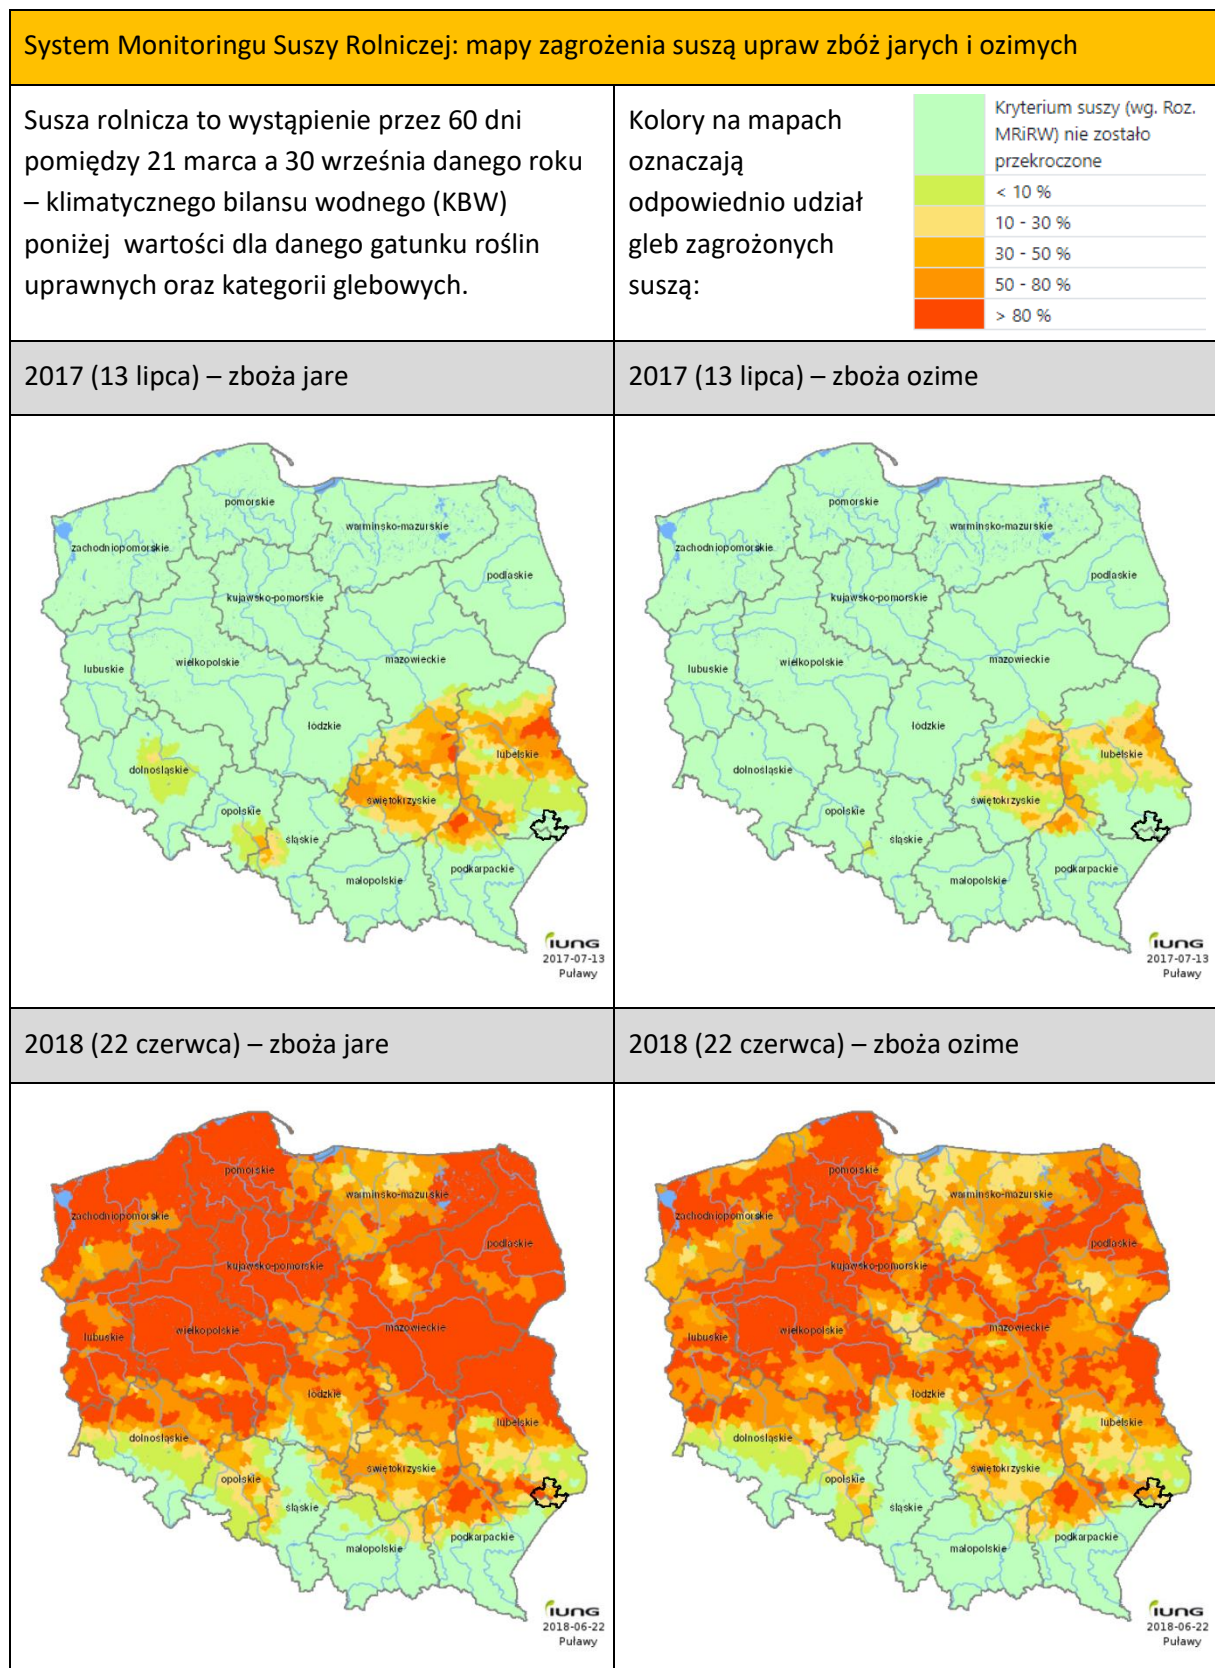 System Monitoringu Suszy Rolniczej: mapy zagrożenia suszą upraw zbóż jarych i ozimych
Susza rolnicza to wystąpienie przez 60 dni
pomiędzy 21 marca a 30 września danego roku
– klimatycznego bilansu wodnego (KBW)
poniżej wartości dla danego gatunku roślin
uprawnych oraz kategorii glebowych.
Kolory na mapach
oznaczają
odpowiednio udział
gleb zagrożonych
suszą:
Kryterium suszy (wg. Roz.
MRiRW) nie zostało
przekroczone
< 10 %
10 - 30 %
30 - 50 %
50 - 80 %
> 80 %
2017 (13 lipca) – zboża jare
2017 (13 lipca) – zboża ozime
pomorskie
warmińsko-mazurskie
zachodniopomorskie
podlaskie
kujawsko-pomorskie
lubuskie
wielkopolskie
mazowieckie
łódzkie
lubelskie
dolnośląskie
opolskie
świętokrzyskie
śląskie
małopolskie
podkarpackie
IUNG
2017-07-13
Puławy
pomorskie
warmińsko-mazurskie
zachodniopomorskie
podlaskie
kujawsko-pomorskie
lubuskie
wielkopolskie
mazowieckie
łódzkie
lubelskie
dolnośląskie
opolskie
świętokrzyskie
śląskie
małopolskie
podkarpackie
IUNG
2017-07-13
Puławy
2018 (22 czerwca) – zboża jare
2018 (22 czerwca) – zboża ozime
pomorskie
warmińsko-mazurskie
zachodniopomorskie
podlaskie
kujawsko-pomorskie
lubuskie
wielkopolskie
mazowieckie
łódzkie
lubelskie
dolnośląskie
opolskie
świętokrzyskie
śląskie
małopolskie
podkarpackie
IUNG
2018-06-22
Puławy
pomorskie
warmińsko-mazurskie
zachodniopomorskie
podlaskie
kujawsko-pomorskie
lubuskie
wielkopolskie
mazowieckie
łódzkie
lubelskie
dolnośląskie
opolskie
świętokrzyskie
śląskie
małopolskie
podkarpackie
IUNG
2018-06-22
Puławy